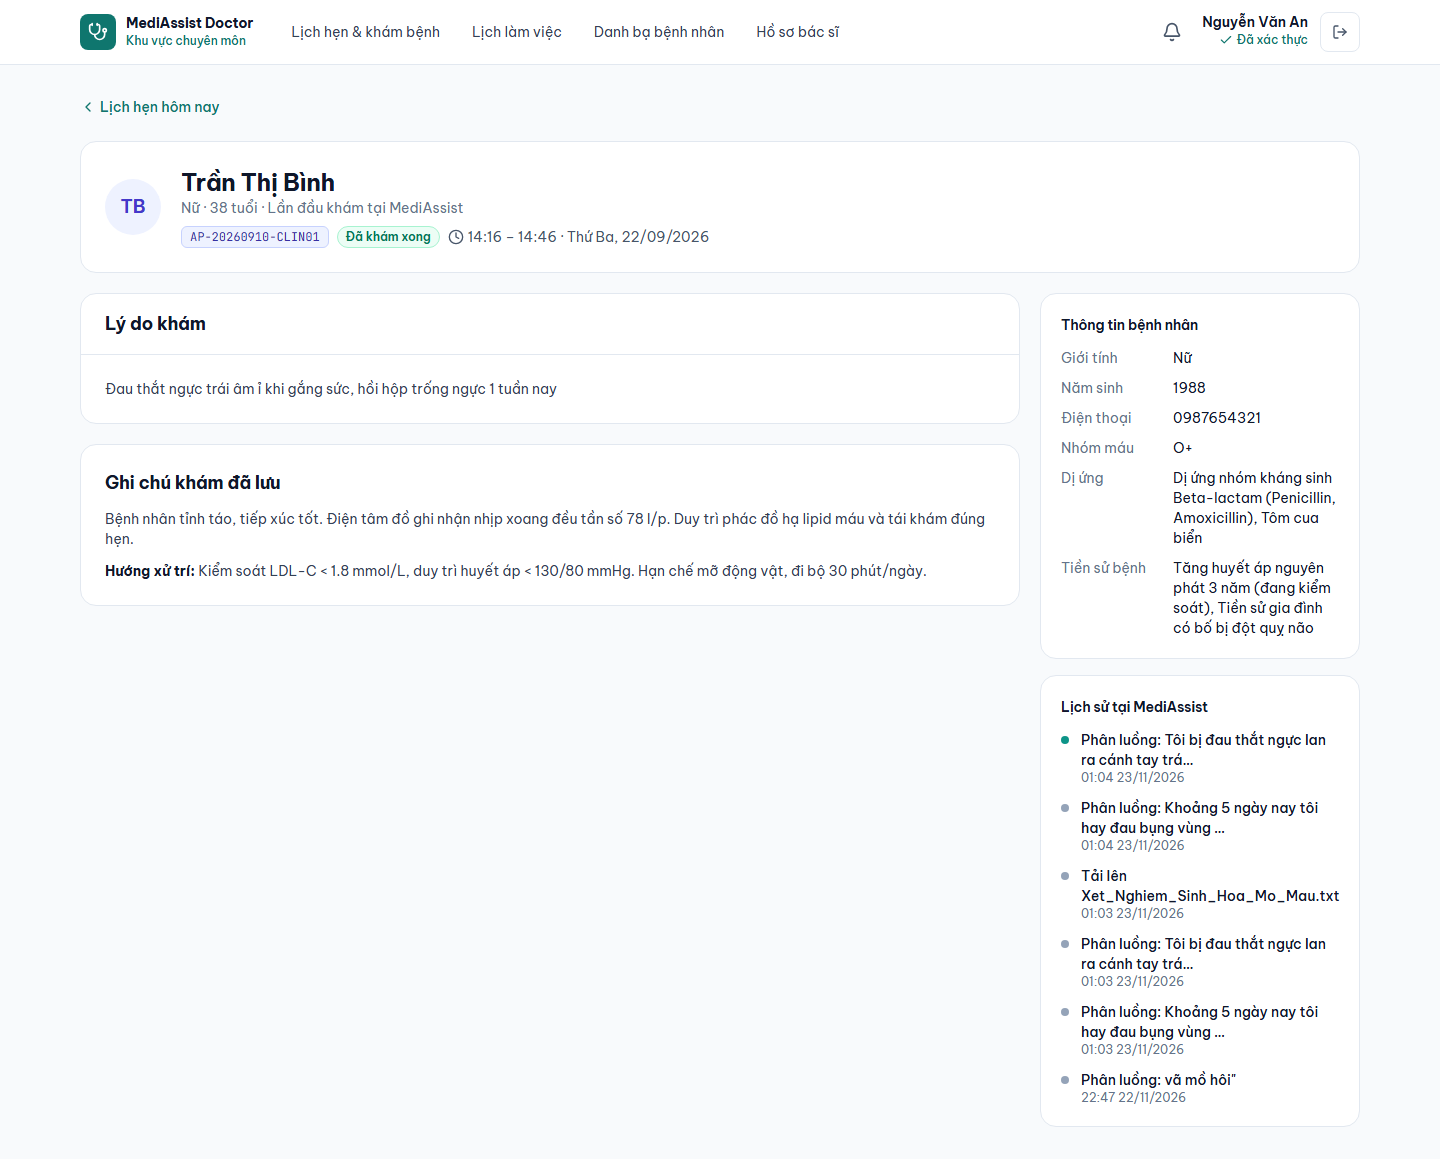 MediAssist Doctor
Khu vực chuyên môn
Lịch hẹn & khám bệnh
Lịch làm việc
Danh bạ bệnh nhân
Hồ sơ bác sĩ
Nguyễn Văn An
Đã xác thực
Lịch hẹn hôm nay
TB
Trần Thị Bình
Nữ · 38 tuổi · Lần đầu khám tại MediAssist
AP-20260910-CLIN01
Đã khám xong
14:16 – 14:46 · Thứ Ba, 22/09/2026
Lý do khám
Đau thắt ngực trái âm ỉ khi gắng sức, hồi hộp trống ngực 1 tuần nay
Ghi chú khám đã lưu
Bệnh nhân tỉnh táo, tiếp xúc tốt. Điện tâm đồ ghi nhận nhịp xoang đều tần số 78 l/p. Duy trì phác đồ hạ lipid máu và tái khám đúng
hẹn.
Hướng xử trí: Kiểm soát LDL-C < 1.8 mmol/L, duy trì huyết áp < 130/80 mmHg. Hạn chế mỡ động vật, đi bộ 30 phút/ngày.
Thông tin bệnh nhân
Giới tính
Nữ
Năm sinh
1988
Điện thoại
0987654321
Nhóm máu
O+
Dị ứng
Dị ứng nhóm kháng sinh
Beta-lactam (Penicillin,
Amoxicillin), Tôm cua
biển
Tiền sử bệnh
Tăng huyết áp nguyên
phát 3 năm (đang kiểm
soát), Tiền sử gia đình
có bố bị đột quỵ não
Lịch sử tại MediAssist
Phân luồng: Tôi bị đau thắt ngực lan
ra cánh tay trá...
01:04 23/11/2026
Phân luồng: Khoảng 5 ngày nay tôi
hay đau bụng vùng ...
01:04 23/11/2026
Tải lên
Xet_Nghiem_Sinh_Hoa_Mo_Mau.txt
01:03 23/11/2026
Phân luồng: Tôi bị đau thắt ngực lan
ra cánh tay trá...
01:03 23/11/2026
Phân luồng: Khoảng 5 ngày nay tôi
hay đau bụng vùng ...
01:03 23/11/2026
Phân luồng: vã mồ hôi"
22:47 22/11/2026